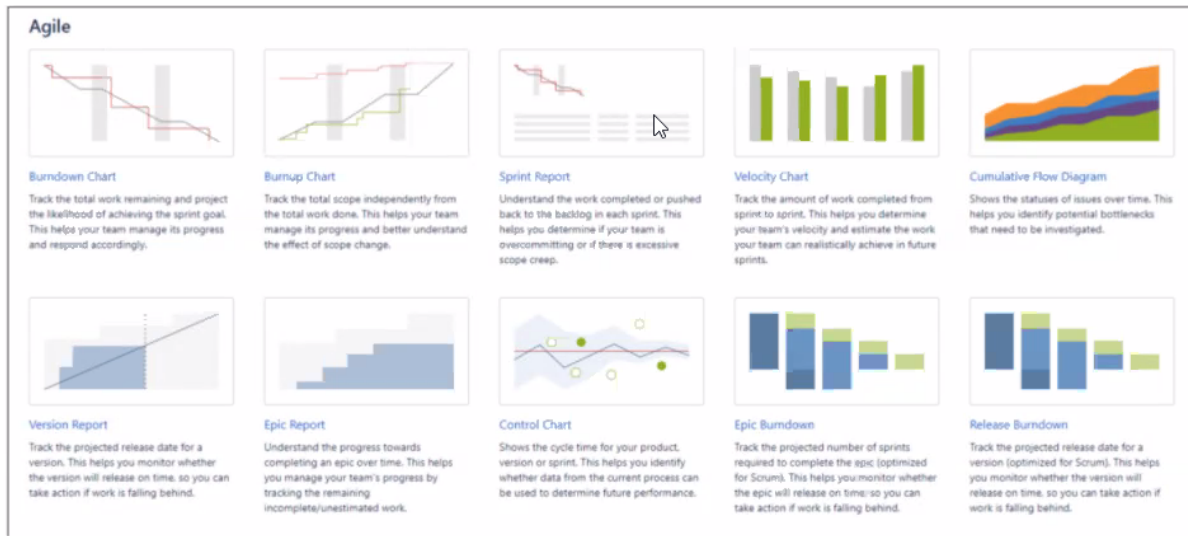 Agile
Burndown Chart
Track the total work remaining and project
the likelihood of achieving the sprint goal.
This helps your team manage its progress
and respond accordingly.
Burnup Chart
Track the total scope independently from
the total work done. This helps your team
manage its progress and better understand
the effect of scope change.
Sprint Report
Understand the work completed or pushed
back to the backlog in each sprint. This
helps you determine if your team is
overcommitting or if there is excessive
scope creep.
Velocity Chart
Track the amount of work completed from
sprint to sprint. This helps you determine
your team's velocity and estimate the work
your team can realistically achieve in future
sprints.
Cumulative Flow Diagram
Shows the statuses of issues over time. This
helps you identify potential bottlenecks
that need to be investigated.
Version Report
Track the projected release date for a
version. This helps you monitor whether
the version will release on time, so you can
take action if work is falling behind.
Epic Report
Understand the progress towards
completing an epic over time. This helps
you manage your team's progress by
tracking the remaining
incomplete/unestimated work.
Control Chart
Shows the cycle time for your product,
version or sprint. This helps you identify
whether data from the current process can
be used to determine future performance.
Epic Burndown
Track the projected number of sprints
required to complete the epic (optimized
for Scrum). This helps you monitor whether
the epic will release on time, so you can
take action if work is falling behind.
Release Burndown
Track the projected release date for a
version (optimized for Scrum). This helps
you monitor whether the version will
release on time, so you can take action if
work is falling behind.